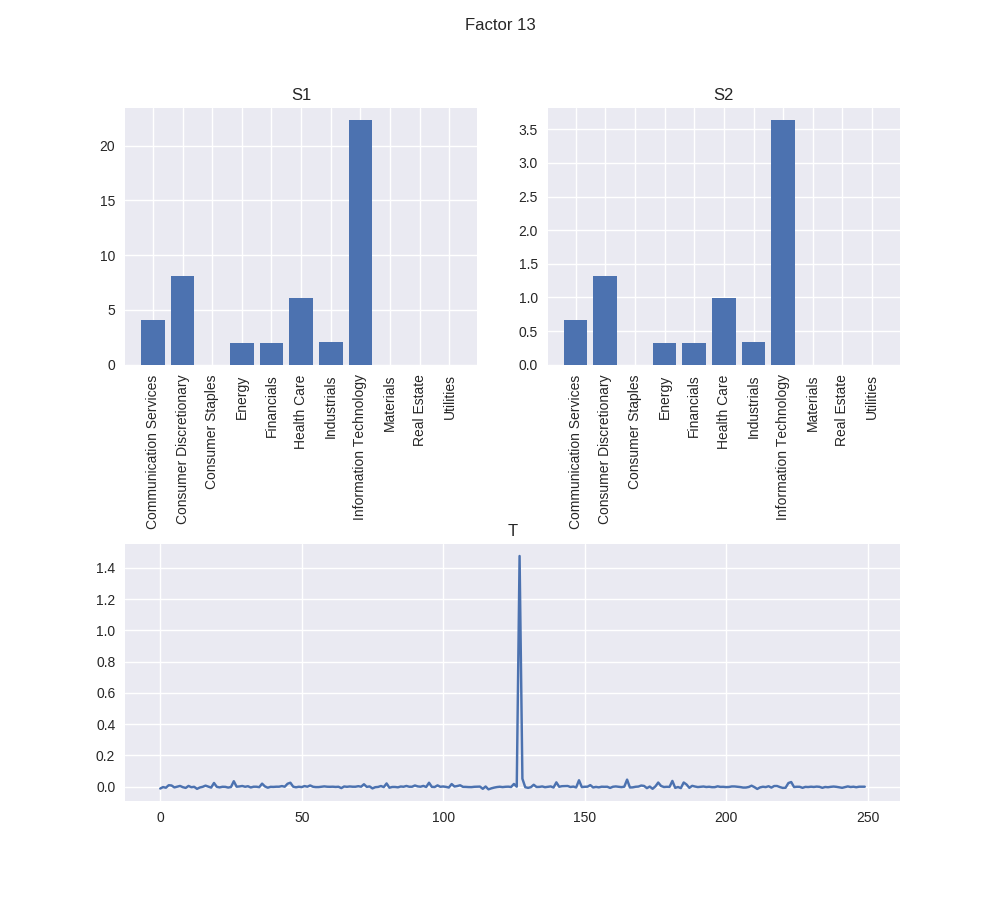 Factor 13
S1
20
15
10
5
0
Communication Services
Consumer Discretionary
Consumer Staples
Energy
Financials
Health Care
Industrials
Information Technology
Materials
Real Estate
Utilities
S2
3.5
3.0
2.5
2.0
1.5
1.0
0.5
0.0
Communication Services
Consumer Discretionary
Consumer Staples
Energy
Financials
Health Care
Industrials
Information Technology
Materials
Real Estate
Utilities
T
1.4
1.2
1.0
0.8
0.6
0.4
0.2
0.0
0
50
100
150
200
250